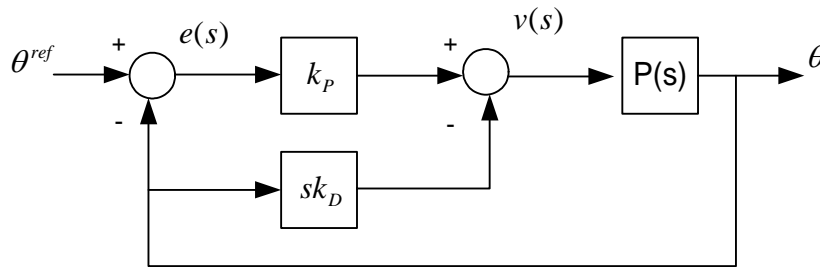 θ^ref
+
-
e(s)
k_P
+
-
v(s)
P(s)
θ
sk_D